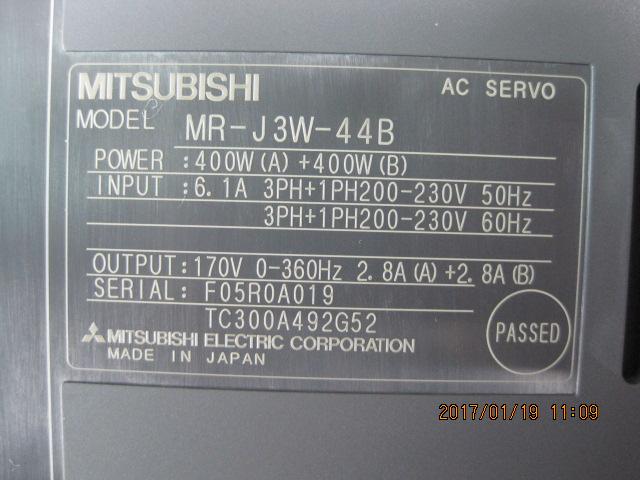 MITSUBISHI AC SERVO
MODEL MR-J3W-44B
POWER :400W(A)+400W(B)
INPUT :6.1A 3PH+1PH200-230V 50Hz
3PH+1PH200-230V 60Hz
OUTPUT:170V 0-360Hz 2.8A(A)+2.8A(B)
SERIAL: F05R0A019
TC300A492G52
PASSED
MITSUBISHI ELECTRIC CORPORATION
MADE IN JAPAN
2017/01/19 11:09